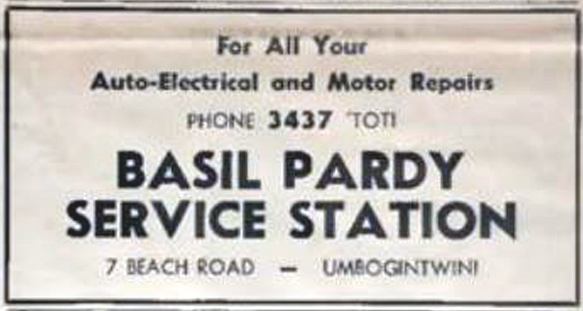 For All Your
Auto-Electrical and Motor Repairs
PHONE 3437 'TOTI
BASIL PARDY
SERVICE STATION
7 BEACH ROAD — UMBOGINTWINI